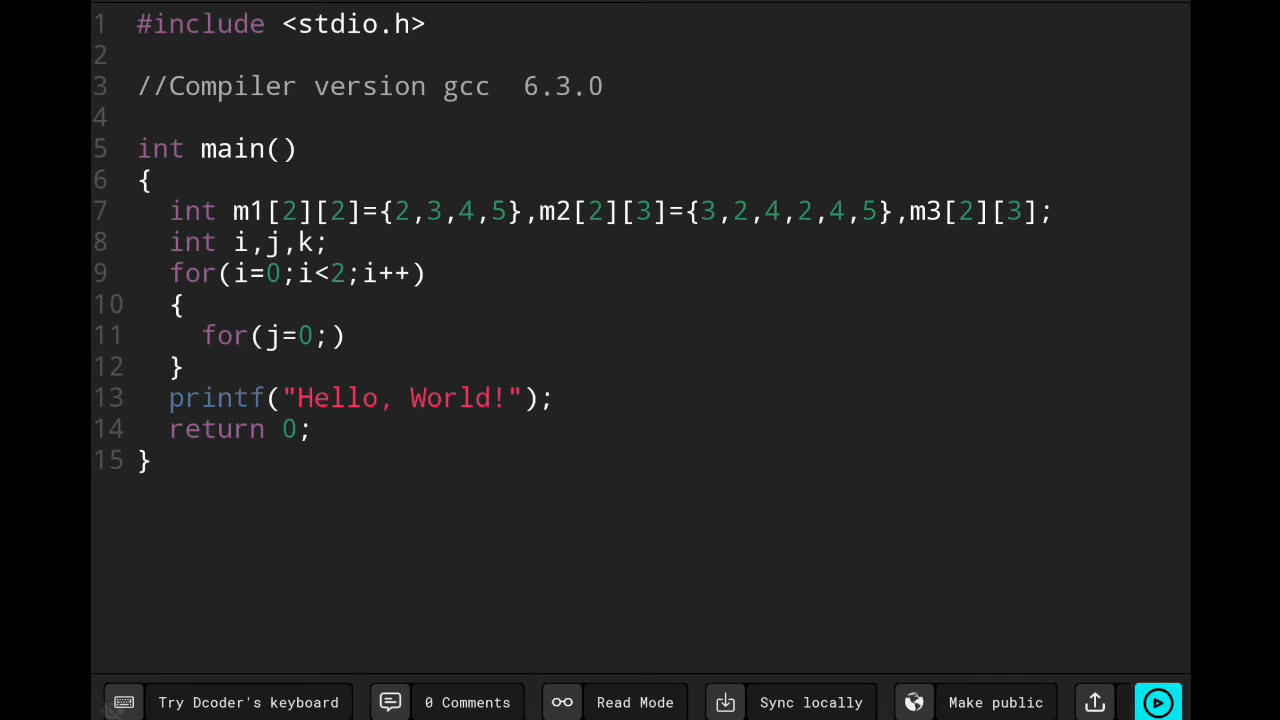 1 #include <stdio.h>
2
3 //Compiler version gcc  6.3.0
4
5 int main()
6 {
7   int m1[2][2]={2,3,4,5},m2[2][3]={3,2,4,2,4,5},m3[2][3];
8   int i,j,k;
9   for(i=0;i<2;i++)
10   {
11     for(j=0;)
12   }
13   printf("Hello, World!");
14   return 0;
15 }
Try Dcoder's keyboard 0 Comments Read Mode Sync locally Make public